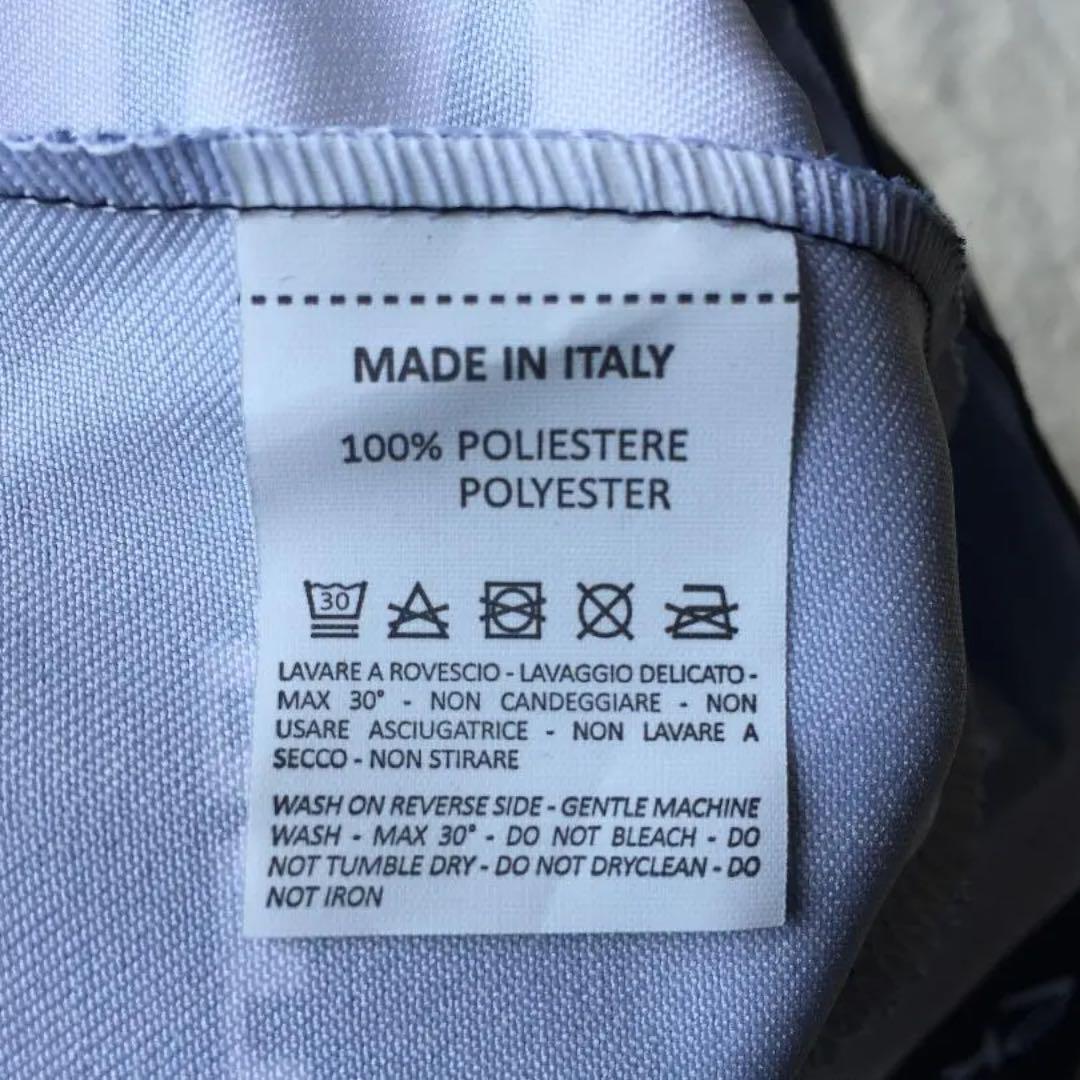 MADE IN ITALY
100% POLIESTERE
POLYESTER
30
LAVARE A ROVESCIO - LAVAGGIO DELICATO -
MAX 30° - NON CANDEGGIARE - NON
USARE ASCIUGATRICE - NON LAVARE A
SECCO - NON STIRARE
WASH ON REVERSE SIDE - GENTLE MACHINE
WASH - MAX 30° - DO NOT BLEACH - DO
NOT TUMBLE DRY - DO NOT DRYCLEAN - DO
NOT IRON